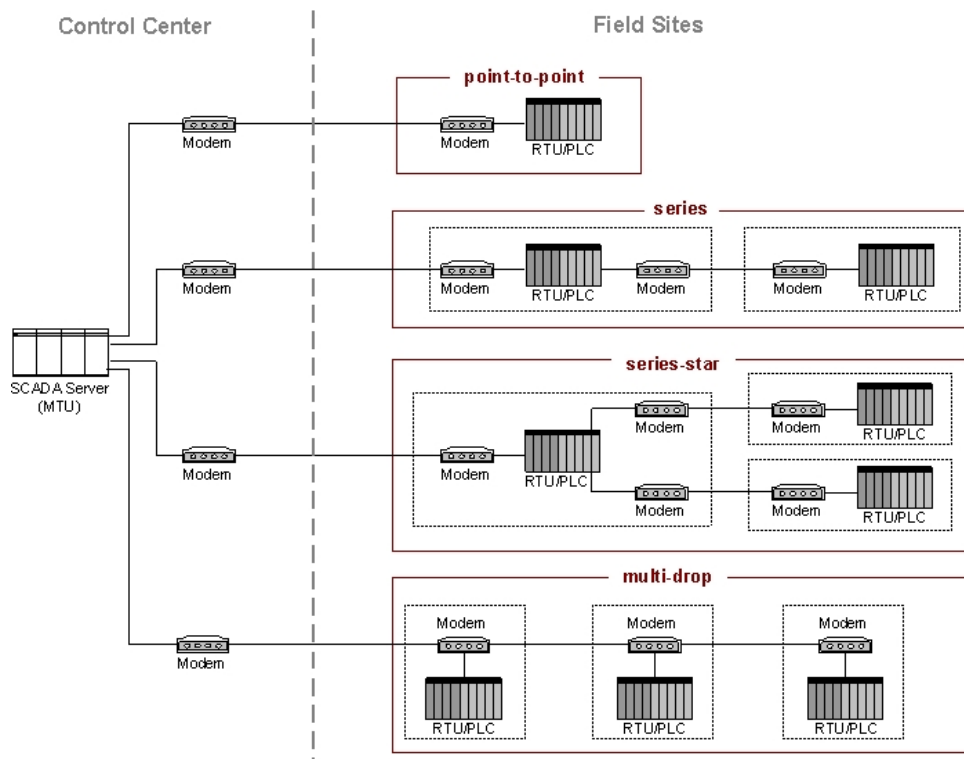 Control Center
Field Sites
point-to-point
Modem
Modem
RTU/PLC
series
Modem
Modem
RTU/PLC
Modem
Modem
RTU/PLC
SCADA Server
(MTU)
series-star
Modem
Modem
RTU/PLC
Modem
Modem
RTU/PLC
Modem
Modem
RTU/PLC
multi-drop
Modem
Modem
Modem
Modem
RTU/PLC
RTU/PLC
RTU/PLC